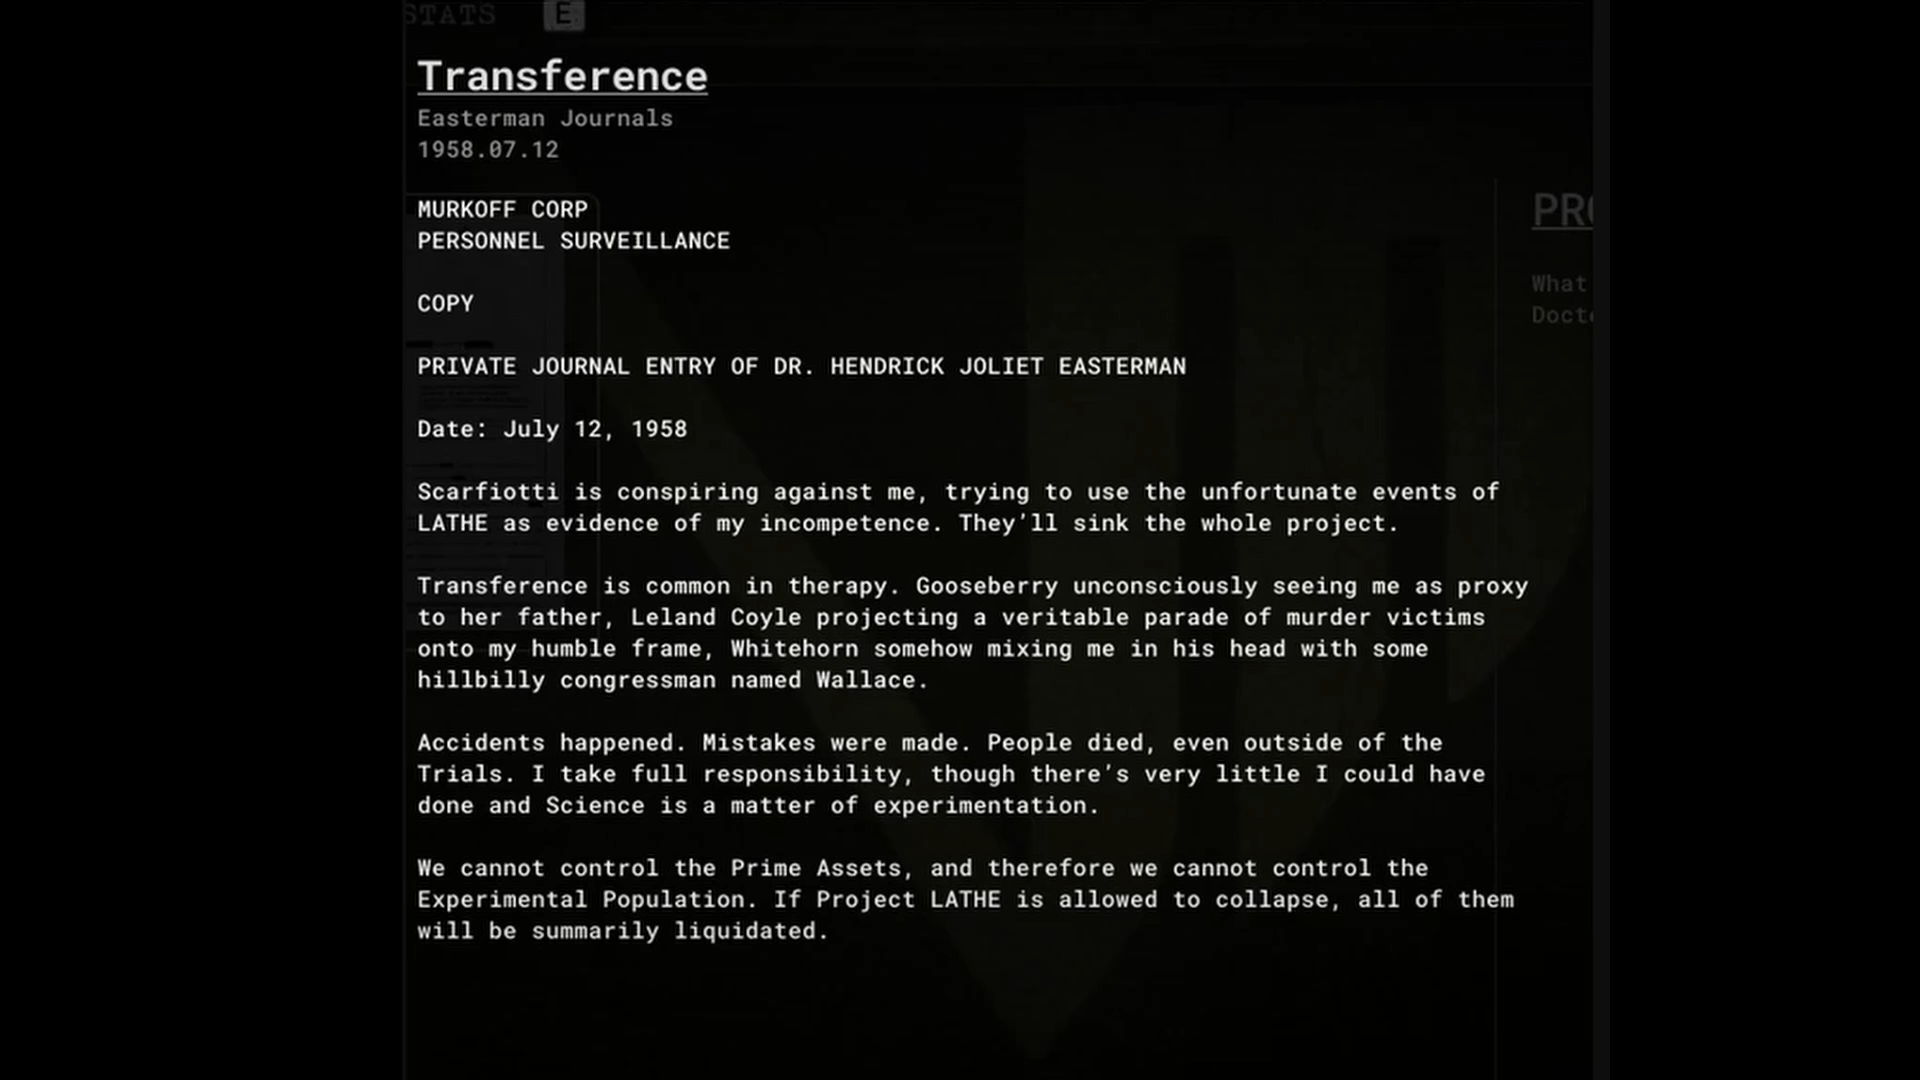 STATS E
Transference
Easterman Journals
1958.07.12
MURKOFF CORP
PERSONNEL SURVEILLANCE
COPY
PRIVATE JOURNAL ENTRY OF DR. HENDRICK JOLIET EASTERMAN
Date: July 12, 1958
Scarfiotti is conspiring against me, trying to use the unfortunate events of
LATHE as evidence of my incompetence. They'll sink the whole project.
Transference is common in therapy. Gooseberry unconsciously seeing me as proxy
to her father, Leland Coyle projecting a veritable parade of murder victims
onto my humble frame, Whitehorn somehow mixing me in his head with some
hillbilly congressman named Wallace.
Accidents happened. Mistakes were made. People died, even outside of the
Trials. I take full responsibility, though there's very little I could have
done and Science is a matter of experimentation.
We cannot control the Prime Assets, and therefore we cannot control the
Experimental Population. If Project LATHE is allowed to collapse, all of them
will be summarily liquidated.
PRO
What
Doct